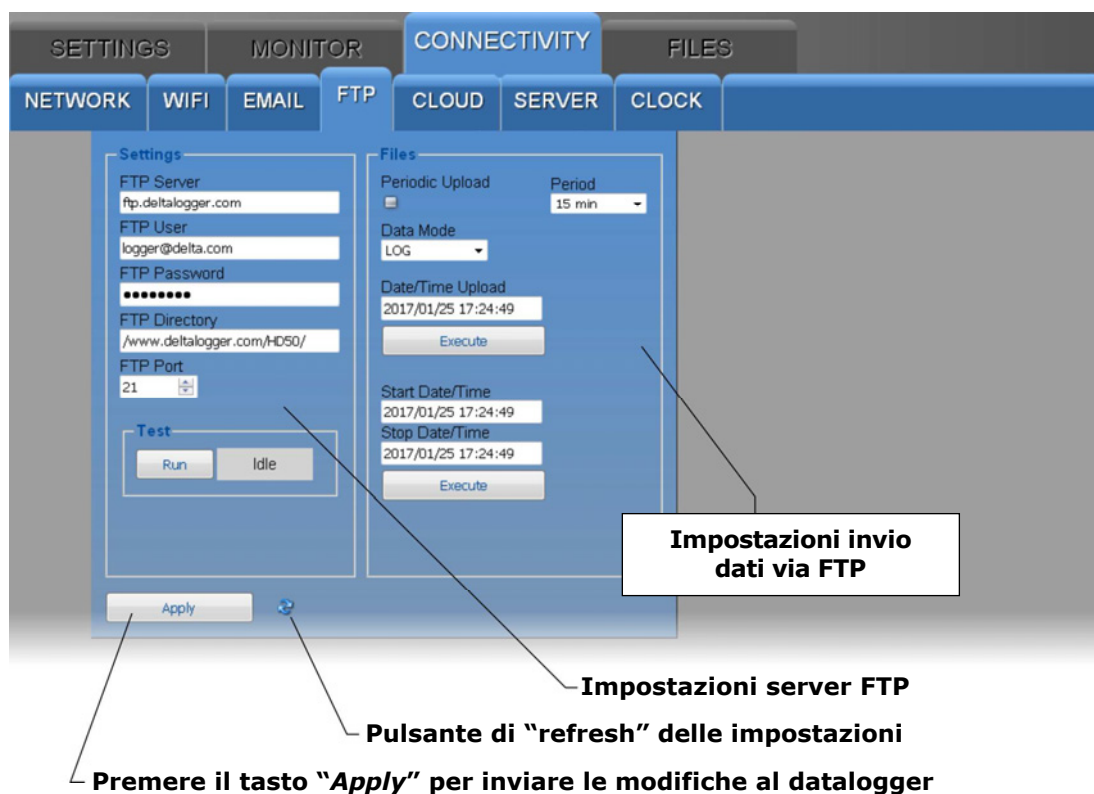 SETTINGS MONITOR CONNECTIVITY FILES
NETWORK WIFI EMAIL FTP CLOUD SERVER CLOCK
Settings
FTP Server
ftp.deltalogger.com
FTP User
logger@delta.com
FTP Password
••••••••
FTP Directory
/www.deltalogger.com/HD50/
FTP Port
21
Test
Run Idle
Files
Periodic Upload Period
15 min
Data Mode
LOG
Date/Time Upload
2017/01/25 17:24:49
Execute
Start Date/Time
2017/01/25 17:24:49
Stop Date/Time
2017/01/25 17:24:49
Execute
Impostazioni invio
dati via FTP
Apply
Impostazioni server FTP
Pulsante di “refresh” delle impostazioni
Premere il tasto “Apply” per inviare le modifiche al datalogger